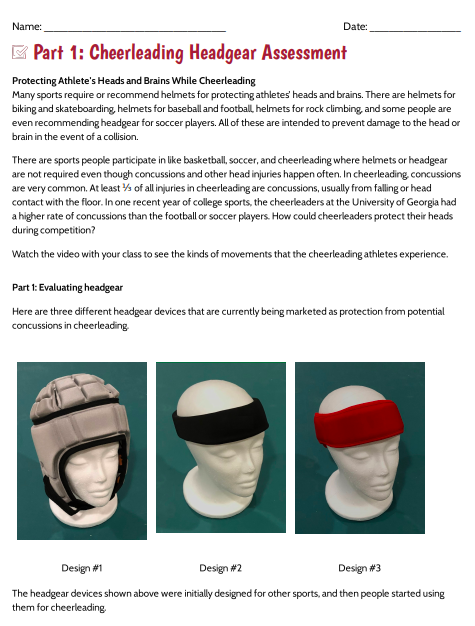 Name: ___________________________________ Date: _________________
Part 1: Cheerleading Headgear Assessment
Protecting Athlete's Heads and Brains While Cheerleading
Many sports require or recommend helmets for protecting athletes' heads and brains. There are helmets for
biking and skateboarding, helmets for baseball and football, helmets for rock climbing, and some people are
even recommending headgear for soccer players. All of these are intended to prevent damage to the head or
brain in the event of a collision.
There are sports people participate in like basketball, soccer, and cheerleading where helmets or headgear
are not required even though concussions and other head injuries happen often. In cheerleading, concussions
are very common. At least ⅓ of all injuries in cheerleading are concussions, usually from falling or head
contact with the floor. In one recent year of college sports, the cheerleaders at the University of Georgia had
a higher rate of concussions than the football or soccer players. How could cheerleaders protect their heads
during competition?
Watch the video with your class to see the kinds of movements that the cheerleading athletes experience.
Part 1: Evaluating headgear
Here are three different headgear devices that are currently being marketed as protection from potential
concussions in cheerleading.
Design #1 Design #2 Design #3
The headgear devices shown above were initially designed for other sports, and then people started using
them for cheerleading.